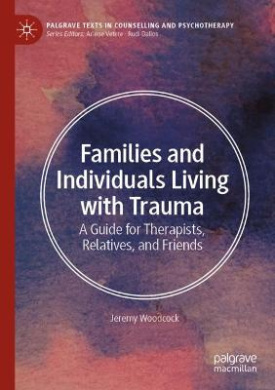 PALGRAVE TEXTS IN COUNSELLING AND PSYCHOTHERAPY
Series Editors: Arlene Vetere · Rudi Dallos
Families and
Individuals Living
with Trauma
A Guide for Therapists,
Relatives, and Friends
Jeremy Woodcock
palgrave
macmillan